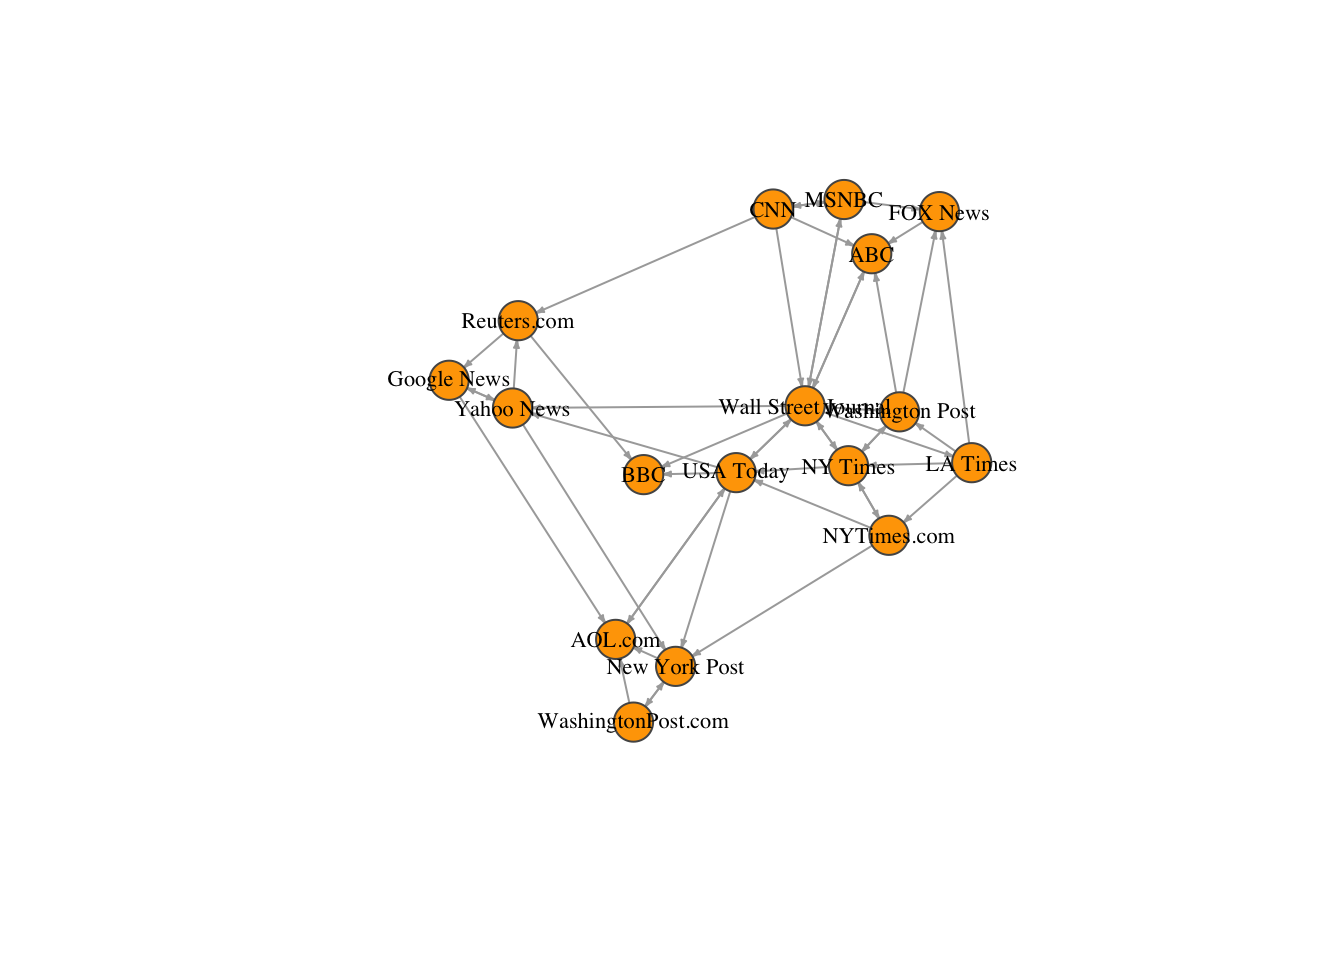 MSNBC
CNN
FOX News
ABC
Reuters.com
Google News
Yahoo News
Wall Street Journal
Washington Post
BBC
USA Today
NY Times
LA Times
NYTimes.com
AOL.com
New York Post
WashingtonPost.com